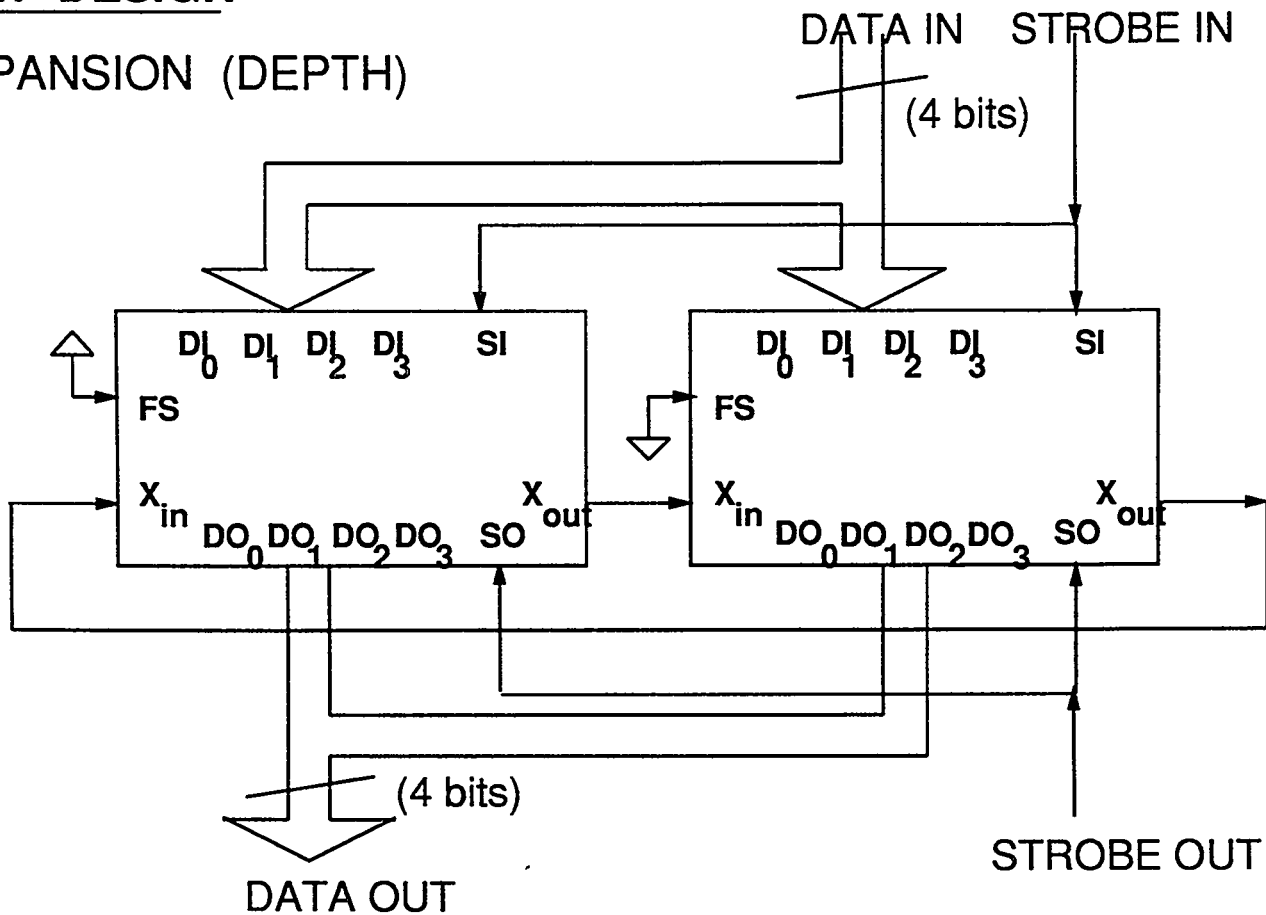 DESIGN
PANSION (DEPTH)
DATA IN STROBE IN
(4 bits)
DI0 DI1 DI2 DI3 SI
FS
Xin Xout
DO0 DO1 DO2 DO3 SO
DI0 DI1 DI2 DI3 SI
FS
Xin Xout
DO0 DO1 DO2 DO3 SO
(4 bits)
STROBE OUT
DATA OUT